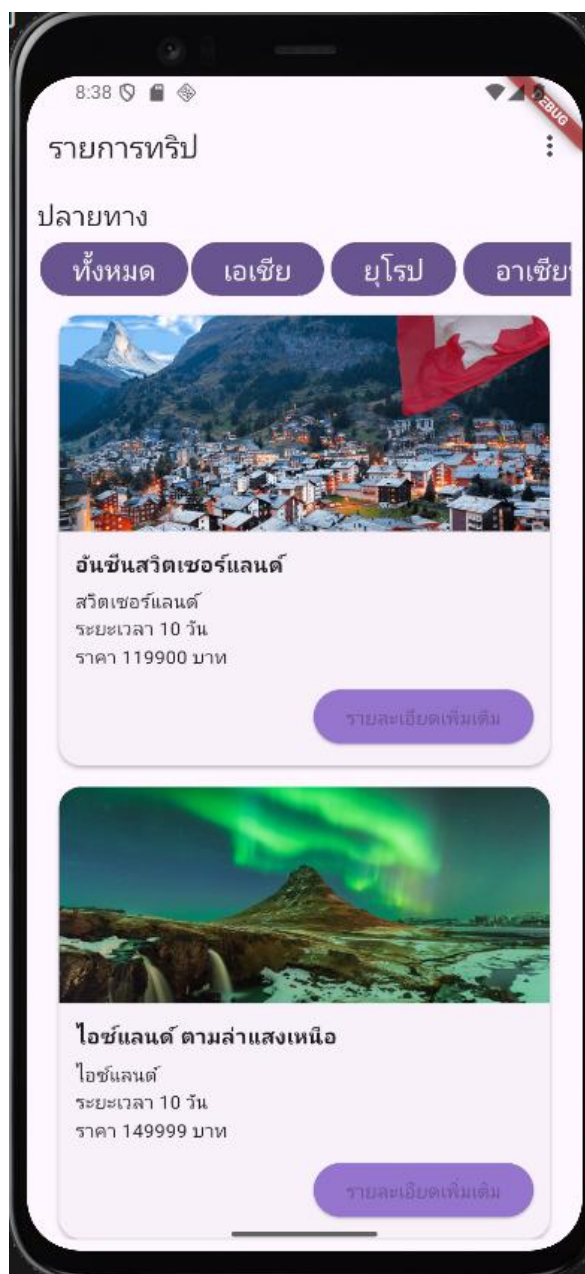 8:38
DEBUG
รายการทริป
ปลายทาง
ทั้งหมด เอเชีย ยุโรป อาเซีย
อันซีนสวิตเซอร์แลนด์
สวิตเซอร์แลนด์
ระยะเวลา 10 วัน
ราคา 119900 บาท
รายละเอียดเพิ่มเติม
ไอซ์แลนด์ ตามล่าแสงเหนือ
ไอซ์แลนด์
ระยะเวลา 10 วัน
ราคา 149999 บาท
รายละเอียดเพิ่มเติม